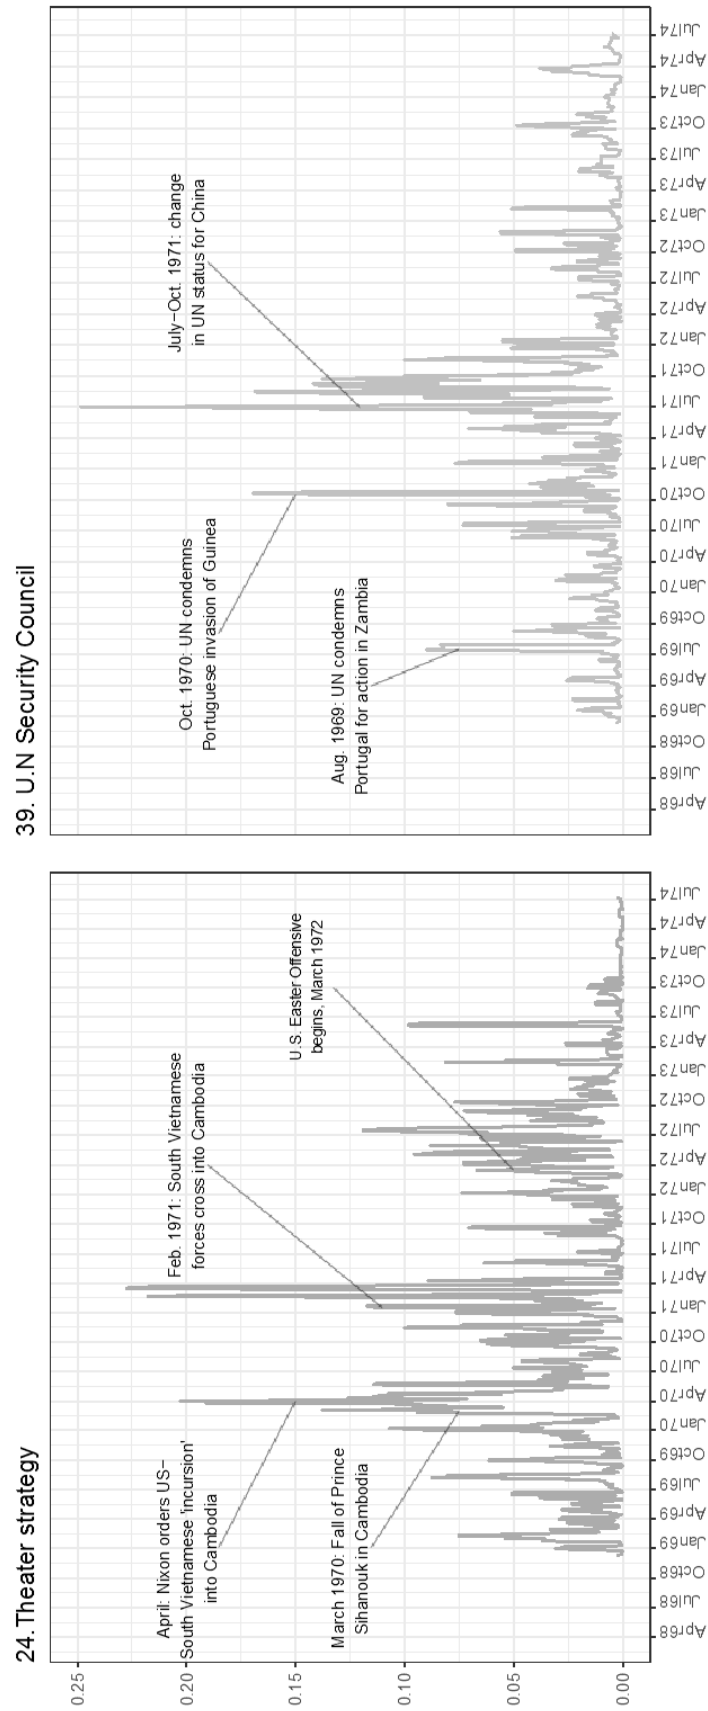 24. Theater strategy
April: Nixon orders US−
South Vietnamese 'incursion'
into Cambodia
March 1970: Fall of Prince
Sihanouk in Cambodia
Feb. 1971: South Vietnamese
forces cross into Cambodia
U.S. Easter Offensive
begins, March 1972
0.25
0.20
0.15
0.10
0.05
0.00
Apr68
Jul68
Oct68
Jan69
Apr69
Jul69
Oct69
Jan70
Apr70
Jul70
Oct70
Jan71
Apr71
Jul71
Oct71
Jan72
Apr72
Jul72
Oct72
Jan73
Apr73
Jul73
Oct73
Jan74
Apr74
Jul74
39. U.N Security Council
Oct. 1970: UN condemns
Portuguese invasion of Guinea
Aug. 1969: UN condemns
Portugal for action in Zambia
July−Oct. 1971: change
in UN status for China
Apr68
Jul68
Oct68
Jan69
Apr69
Jul69
Oct69
Jan70
Apr70
Jul70
Oct70
Jan71
Apr71
Jul71
Oct71
Jan72
Apr72
Jul72
Oct72
Jan73
Apr73
Jul73
Oct73
Jan74
Apr74
Jul74